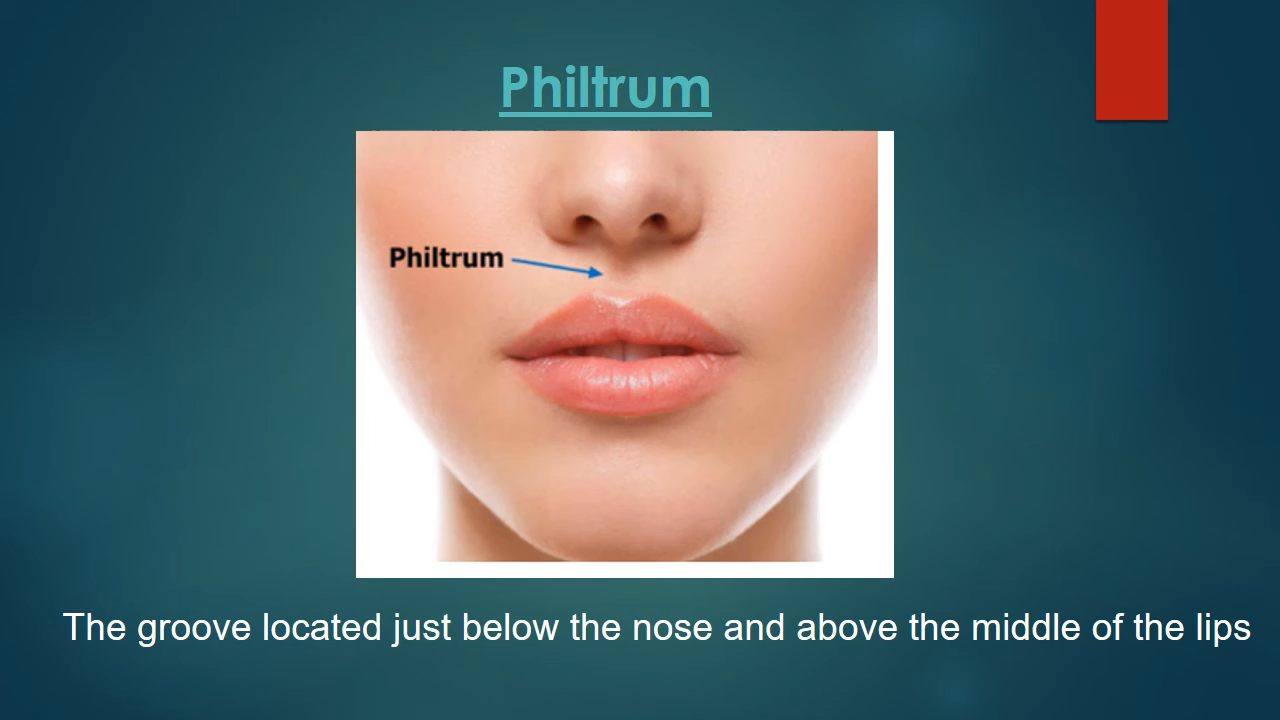 Philtrum
Philtrum
The groove located just below the nose and above the middle of the lips